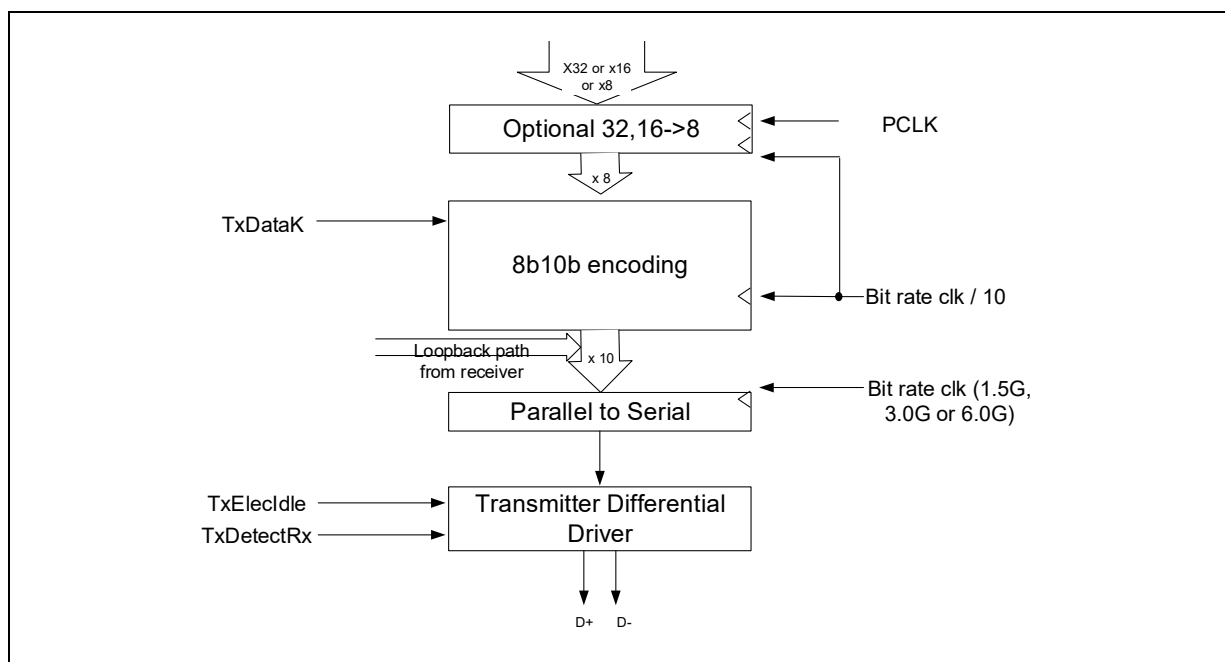 X32 or x16
or x8
Optional 32,16->8
PCLK
x 8
TxDataK
8b10b encoding
Bit rate clk / 10
Loopback path
from receiver
x 10
Bit rate clk (1.5G,
3.0G or 6.0G)
Parallel to Serial
TxElecIdle
Transmitter Differential
Driver
TxDetectRx
D+
D-